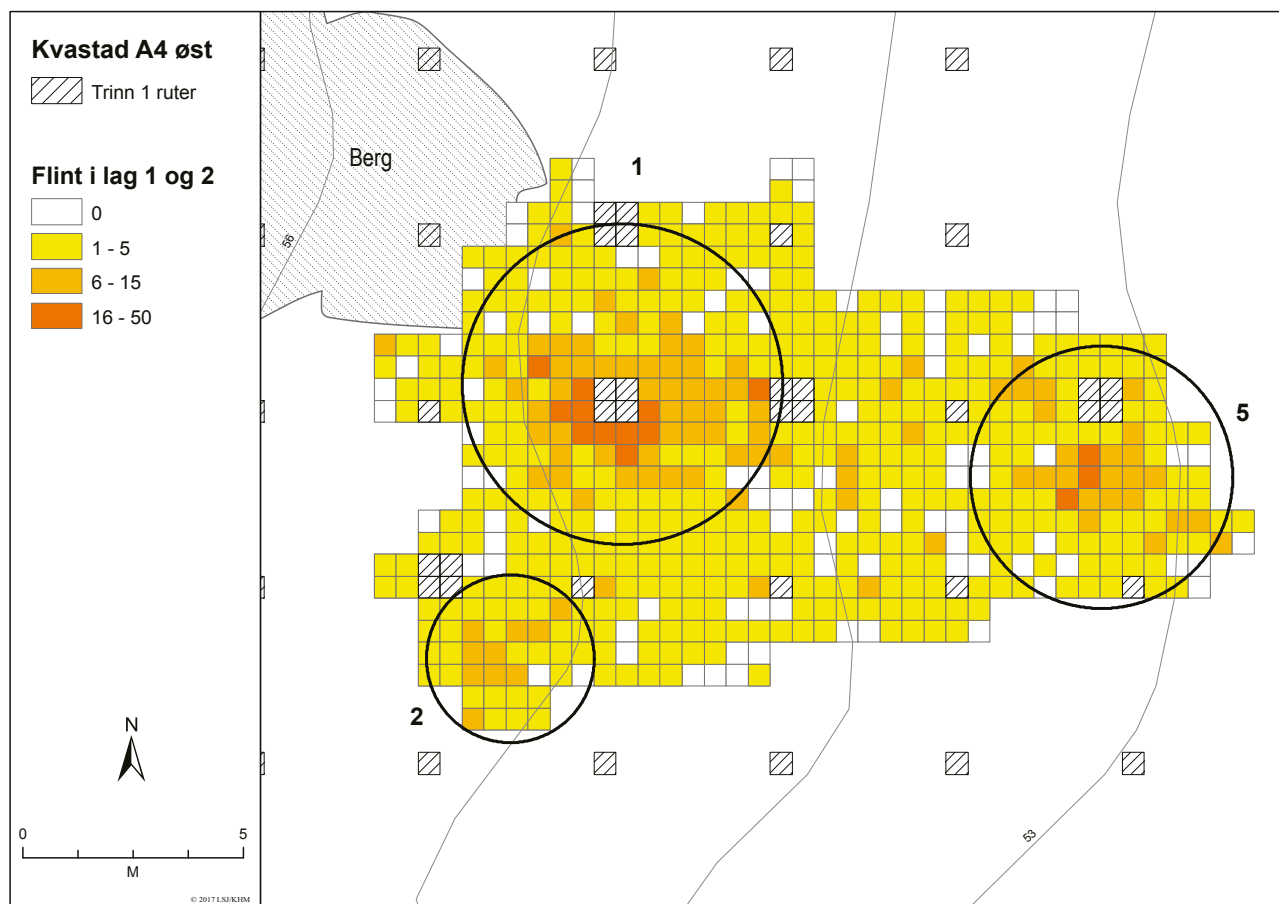 Kvastad A4 øst
Trinn 1 ruter
Flint i lag 1 og 2
0
1 - 5
6 - 15
16 - 50
Berg
56
1
5
2
53
N
0 5
M
© 2017 LSJ/KHM